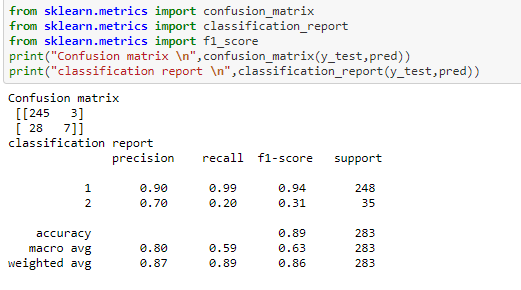 from sklearn.metrics import confusion_matrix
from sklearn.metrics import classification_report
from sklearn.metrics import f1_score
print("Confusion matrix \n",confusion_matrix(y_test,pred))
print("classification report \n",classification_report(y_test,pred))
Confusion matrix
[[245 3]
[ 28 7]]
classification report
precision recall f1-score support
1 0.90 0.99 0.94 248
2 0.70 0.20 0.31 35
accuracy 0.89 283
macro avg 0.80 0.59 0.63 283
weighted avg 0.87 0.89 0.86 283